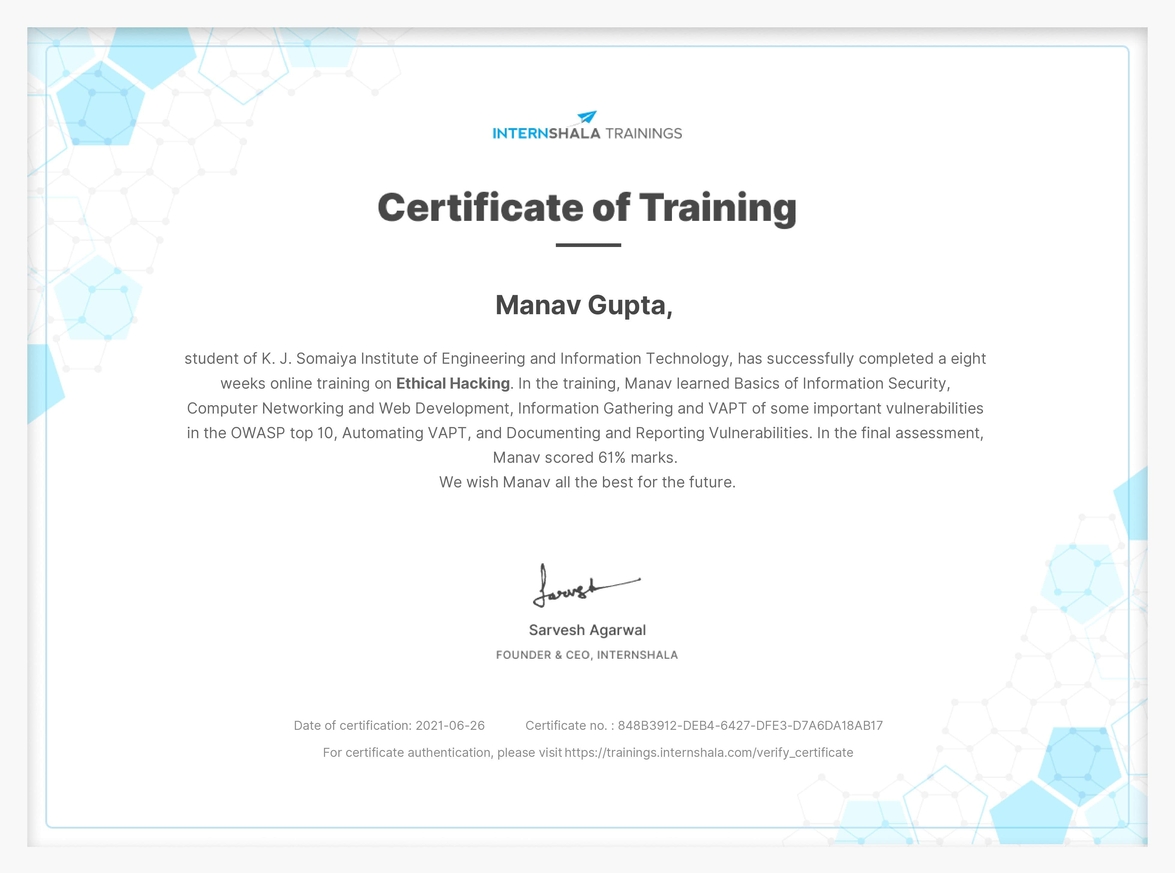 INTERNSHALA TRAININGS
Certificate of Training
Manav Gupta,
student of K. J. Somaiya Institute of Engineering and Information Technology, has successfully completed a eight
weeks online training on Ethical Hacking. In the training, Manav learned Basics of Information Security,
Computer Networking and Web Development, Information Gathering and VAPT of some important vulnerabilities
in the OWASP top 10, Automating VAPT, and Documenting and Reporting Vulnerabilities. In the final assessment,
Manav scored 61% marks.
We wish Manav all the best for the future.
Sarvesh
Sarvesh Agarwal
FOUNDER & CEO, INTERNSHALA
Date of certification: 2021-06-26 Certificate no. : 848B3912-DEB4-6427-DFE3-D7A6DA18AB17
For certificate authentication, please visit https://trainings.internshala.com/verify_certificate